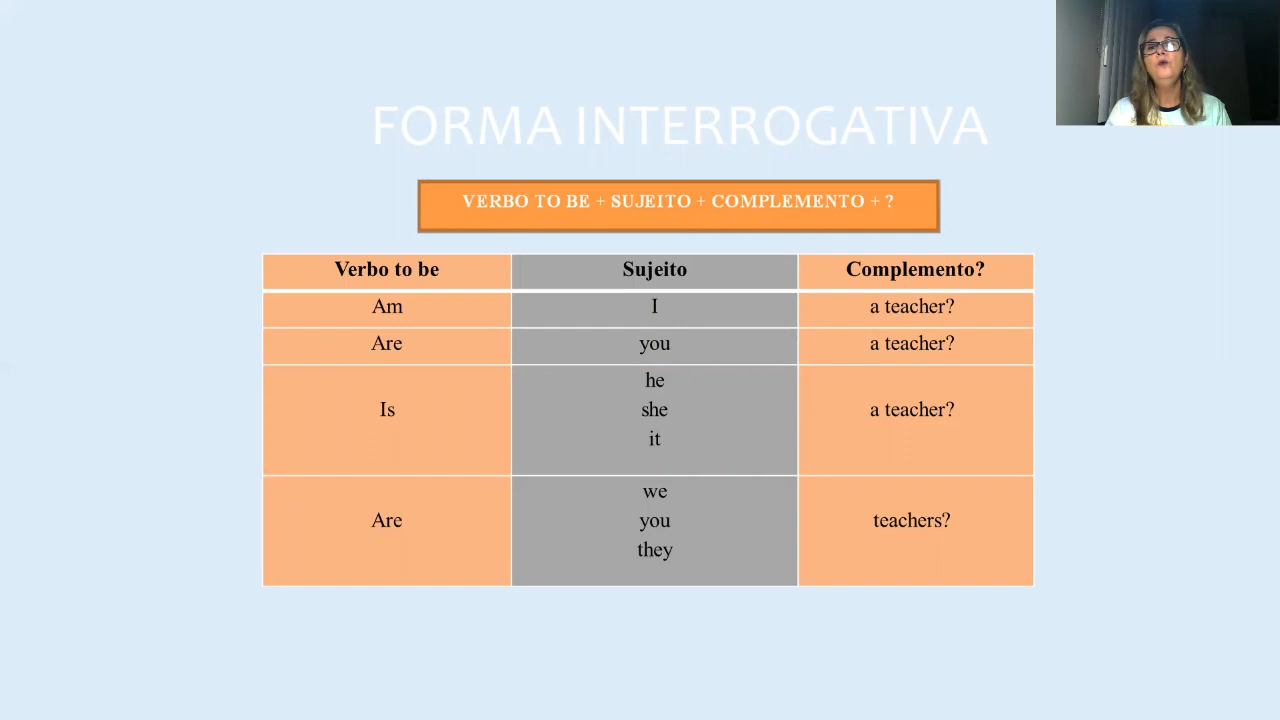 FORMA INTERROGATIVA
VERBO TO BE + SUJEITO + COMPLEMENTO + ?
Verbo to be Sujeito Complemento?
Am I a teacher?
Are you a teacher?
he
Is she a teacher?
it
we
Are you teachers?
they